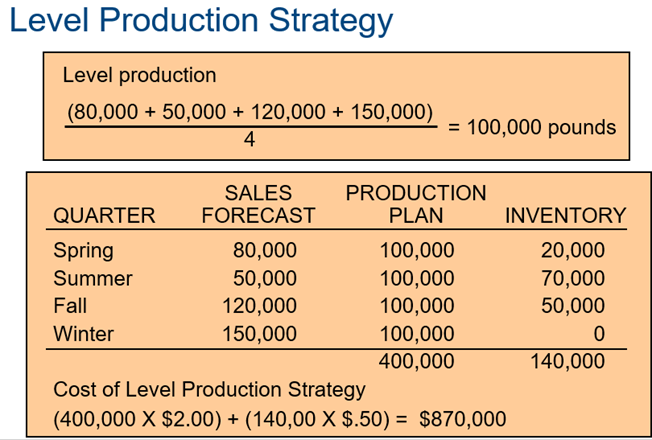 Level Production Strategy
Level production
(80,000 + 50,000 + 120,000 + 150,000)
4
= 100,000 pounds
SALES PRODUCTION
QUARTER FORECAST PLAN INVENTORY
Spring 80,000 100,000 20,000
Summer 50,000 100,000 70,000
Fall 120,000 100,000 50,000
Winter 150,000 100,000 0
400,000 140,000
Cost of Level Production Strategy
(400,000 X $2.00) + (140,00 X $.50) = $870,000